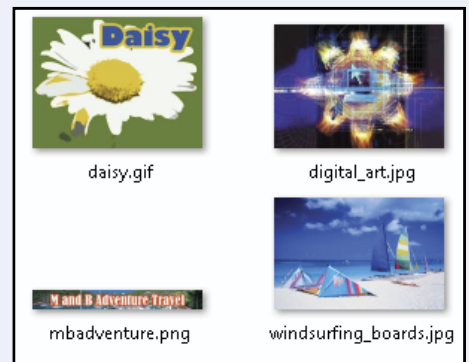 Daisy
daisy.gif
digital_art.jpg
M and B Adventure Travel
mbadventure.png
windsurfing_boards.jpg